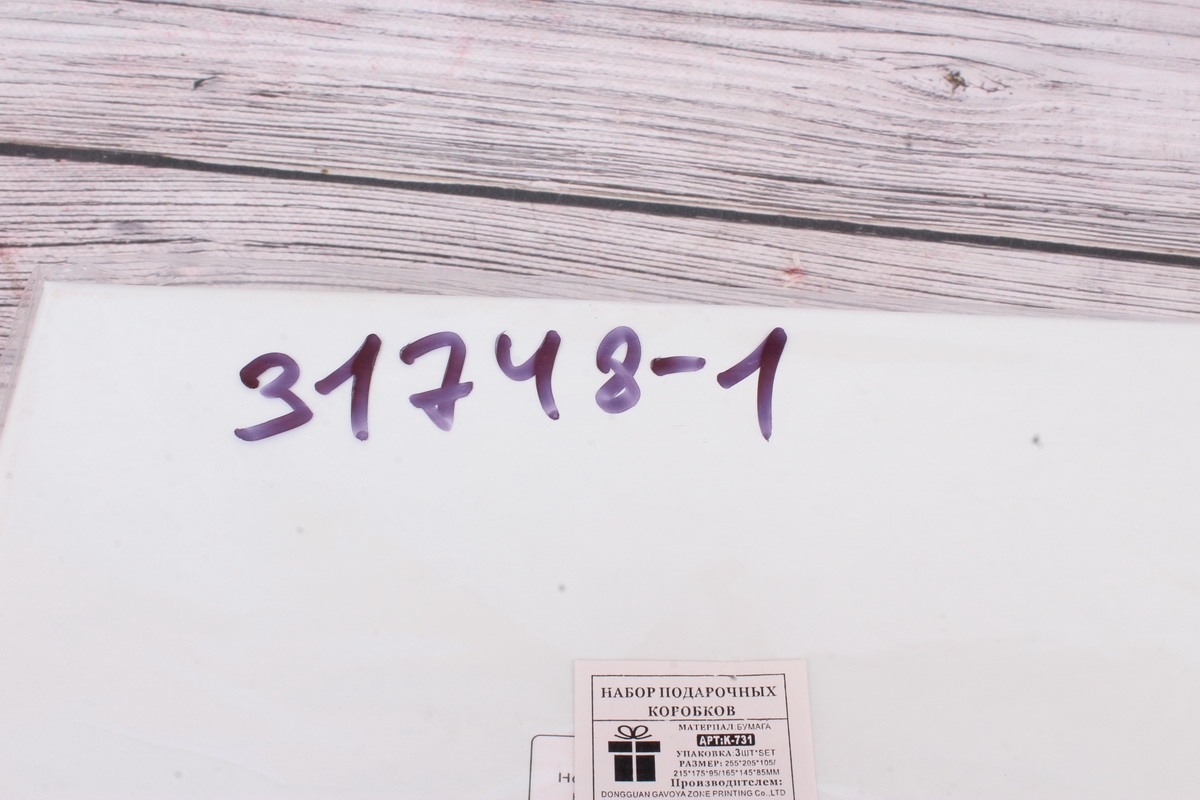 31748-1
НАБОР ПОДАРОЧНЫХ
КОРОБКОВ
МАТЕРИАЛ:БУМАГА
АРТ:К-731
УПАКОВКА:3ШТ*SET
РАЗМЕР: 255*205*105/
215*175*95/165*145*85ММ
Производителем:
DONGGUAN GAVOYA ZONE PRINTING Co.,LTD